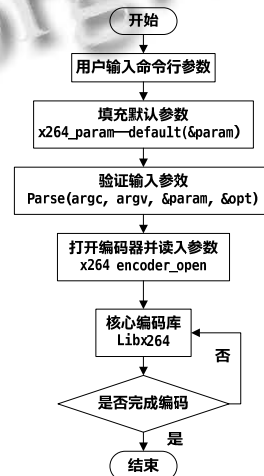 开始
用户输入命令行参数
填充默认参数
x264_param—default(&param)
验证输入参效
Parse(argc, argv, &param, &opt)
打开编码器并读入参数
x264 encoder_open
核心编码库
Libx264
否
是否完成编码
是
结束